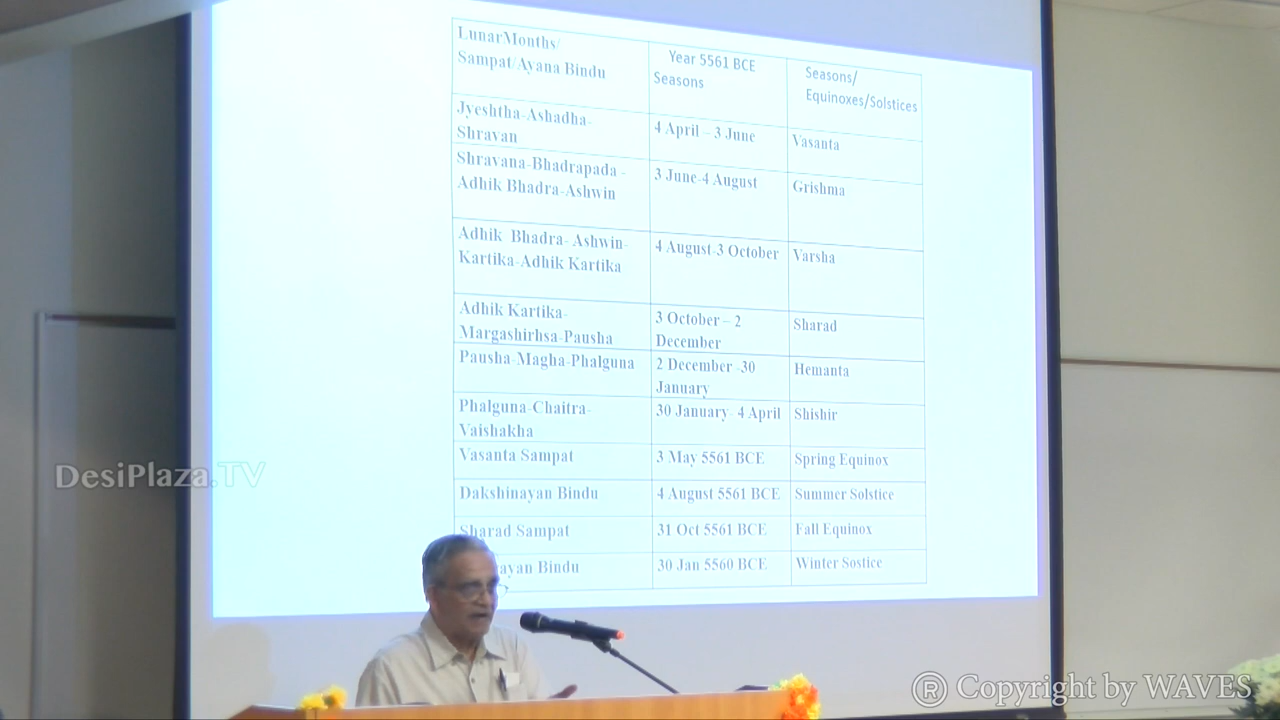 LunarMonths/
Sampat/Ayana Bindu
Year 5561 BCE
Seasons
Seasons/
Equinoxes/Solstices
Jyeshtha-Ashadha-
Shravan
4 April – 3 June
Vasanta
Shravana-Bhadrapada -
Adhik Bhadra-Ashwin
3 June-4 August
Grishma
Adhik Bhadra- Ashwin-
Kartika-Adhik Kartika
4 August-3 October
Varsha
Adhik Kartika-
Margashirhsa-Pausha
3 October – 2
December
Sharad
Pausha-Magha-Phalguna
2 December -30
January
Hemanta
Phalguna-Chaitra-
Vaishakha
30 January- 4 April
Shishir
Vasanta Sampat
3 May 5561 BCE
Spring Equinox
Dakshinayan Bindu
4 August 5561 BCE
Summer Solstice
Sharad Sampat
31 Oct 5561 BCE
Fall Equinox
Bindu
30 Jan 5560 BCE
Winter Sostice
DesiPlaza.TV
® Copyright by WAVES